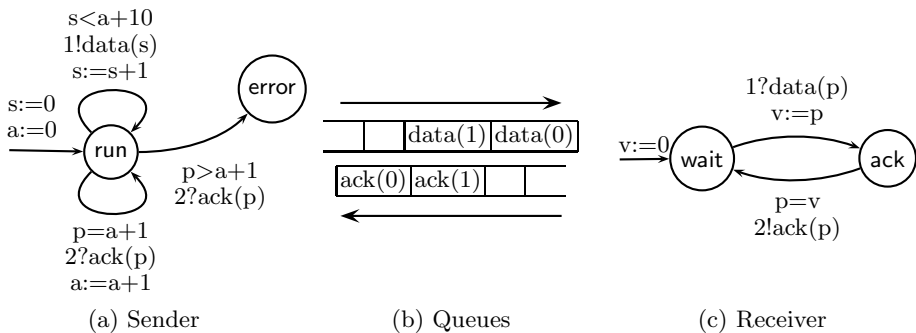 s<a+10
1!data(s)
s:=s+1
s:=0
a:=0
run
error
p>a+1
2?ack(p)
p=a+1
2?ack(p)
a:=a+1
(a) Sender
data(1) data(0)
ack(0) ack(1)
(b) Queues
1?data(p)
v:=p
v:=0
wait
ack
p=v
2!ack(p)
(c) Receiver